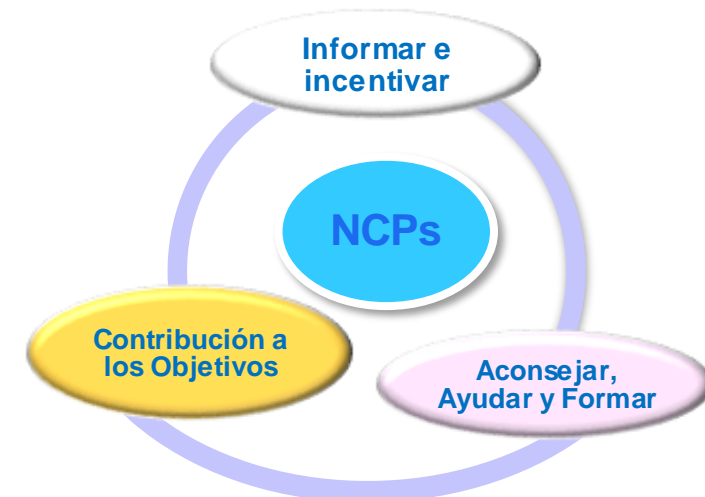 Informar e
incentivar
NCPs
Contribución a
los Objetivos
Aconsejar,
Ayudar y Formar